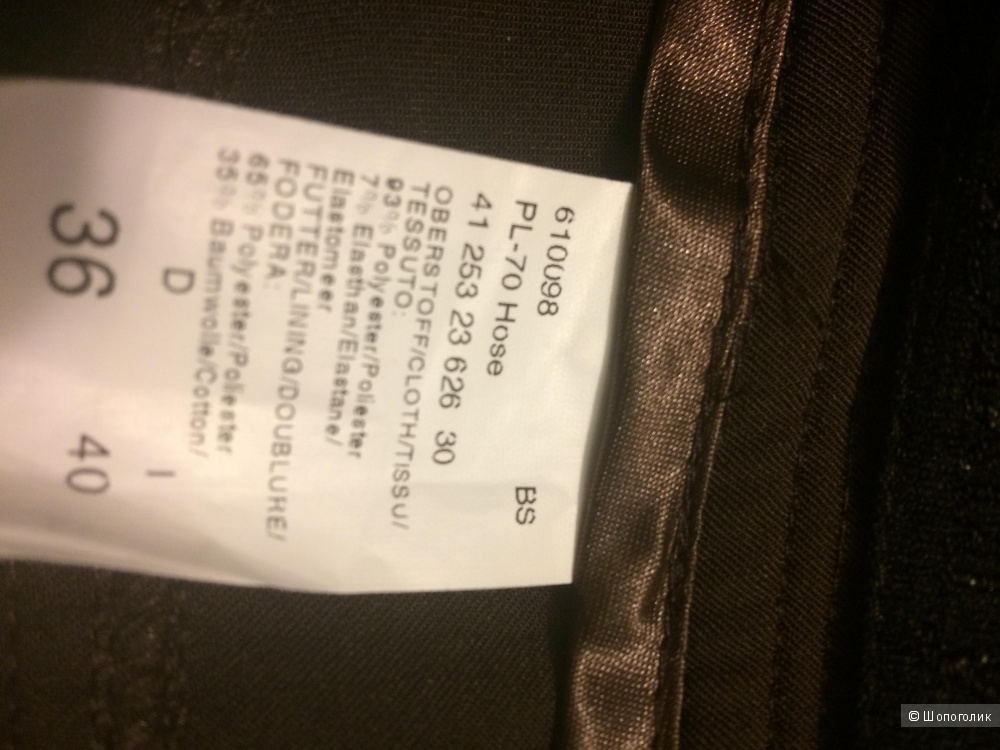 610098
PL-70 Hose BS
41 253 23 626 30
OBERSTOFF/CLOTH/TISSU/
TESSUTO:
93% Polyester/Poliester
7% Elasthan/Elastane/
Elastomeer
FUTTER/LINING/DOUBLURE/
FODERA:
65% Polyester/Poliester
35% Baumwolle/Cotton/
D I
36 40
© Шопоголик